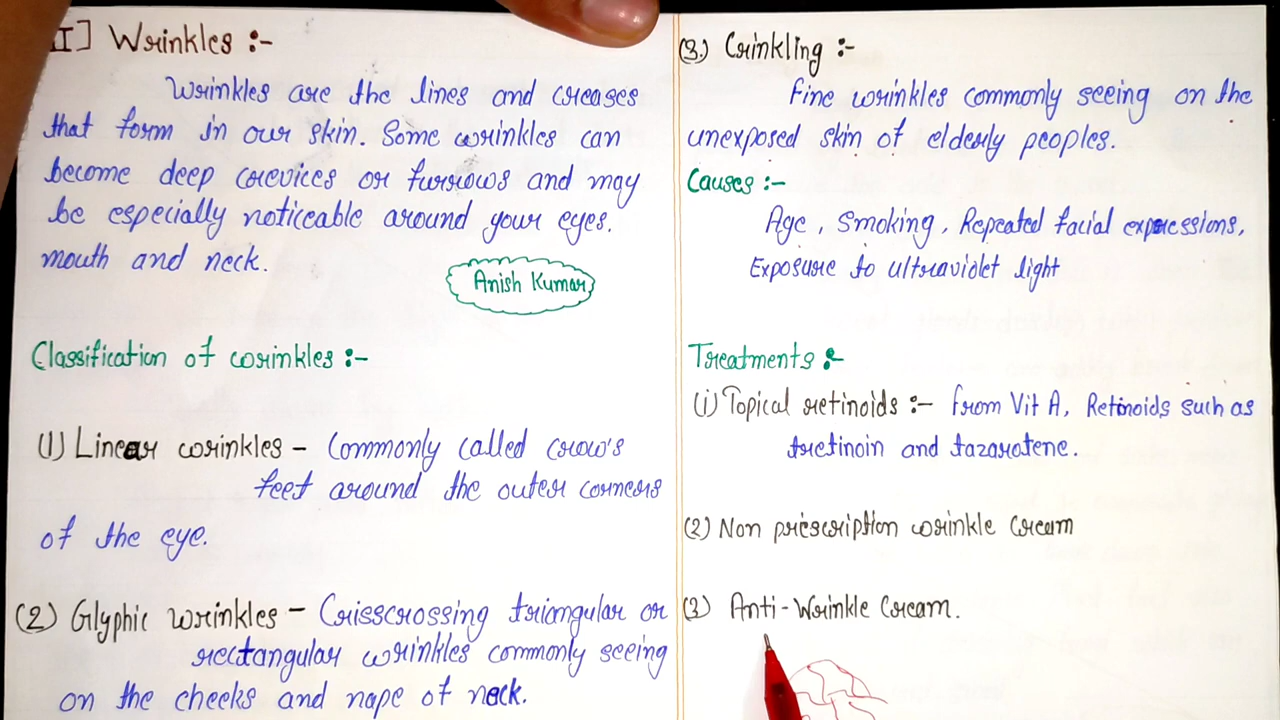 I] Wrinkles :-
Wrinkles are the lines and creases
that form in our skin. Some wrinkles can
become deep crevices or furrows and may
be especially noticeable around your eyes.
mouth and neck.
Anish Kumar
Classification of wrinkles :-
(1) Linear wrinkles - Commonly called crow's
feet around the outer corners
of the eye.
(2) Glyphic wrinkles - Crisscrossing triangular or
rectangular wrinkles commonly seeing
on the cheeks and nape of neck.
(3.) Crinkling :-
Fine wrinkles commonly seeing on the
unexposed skin of elderly peoples.
Causes :-
Age, Smoking, Repeated facial expressions,
Exposure to ultraviolet light
Treatments :-
(i) Topical retinoids :- from Vit A, Retinoids such as
tretinoin and tazarotene.
(2) Non prescription wrinkle cream
(3) Anti-Wrinkle Cream.